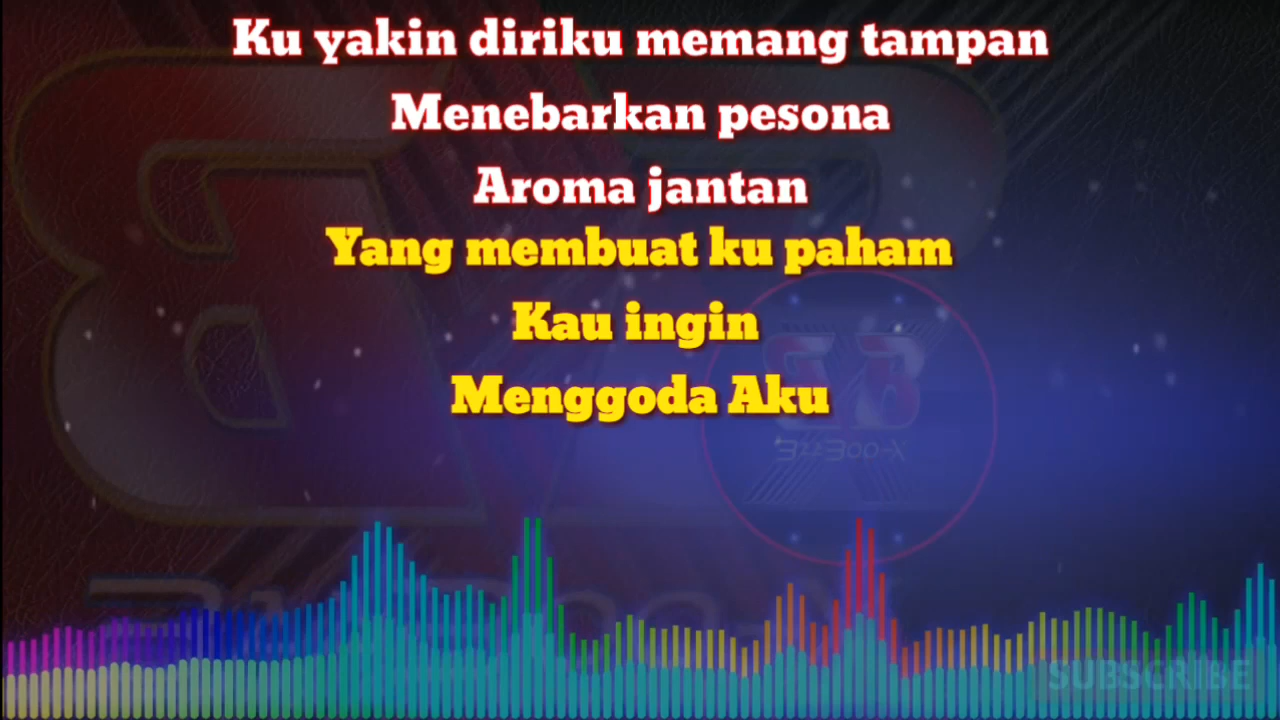 Ku yakin diriku memang tampan
Menebarkan pesona
Aroma jantan
Yang membuat ku paham
Kau ingin
Menggoda Aku
SUBSCRIBE